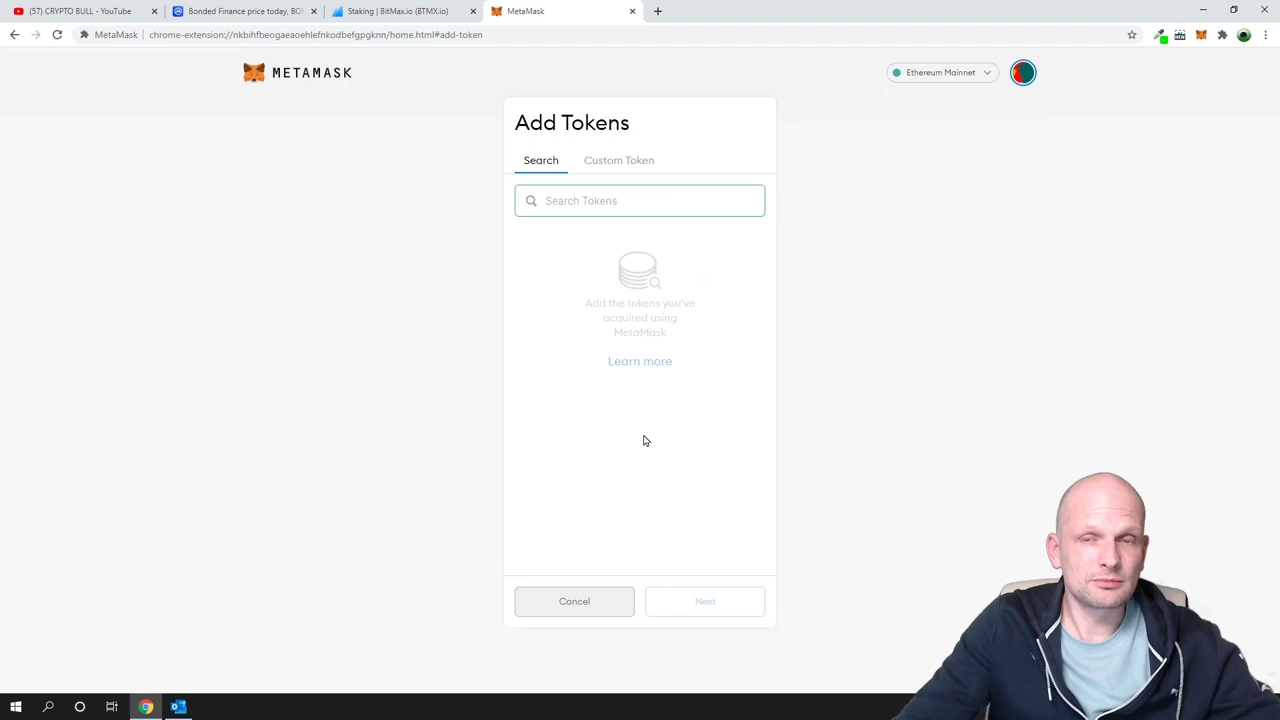 (57) CRYPTO BULL - YouTube
Bonded Finance price today, BO
Staking | BitMax.io (BTMX.io)
MetaMask
MetaMask
chrome-extension://nkbihfbeogaeaoehlefnkodbefgpgknn/home.html#add-token
METAMASK
Ethereum Mainnet
Add Tokens
Search
Custom Token
Search Tokens
Add the tokens you've
acquired using
MetaMask
Learn more
Cancel
Next